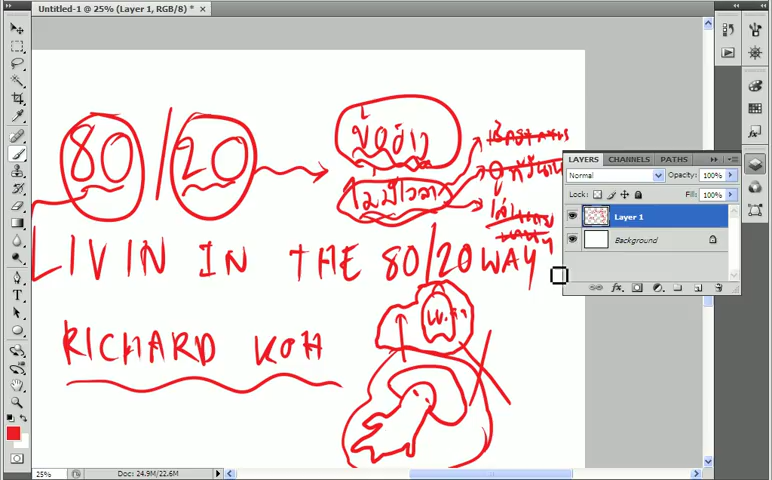 Untitled-1 @ 25% (Layer 1, RGB/8) *
80/20
ข้ออ้าง
ไม่มีเวลา
LIVIN IN THE 80/20 WAY
RICHARD KOH
LAYERS CHANNELS PATHS
Normal Opacity: 100%
Lock: Fill: 100%
Layer 1
Background
25% Doc: 24.9M/22.6M